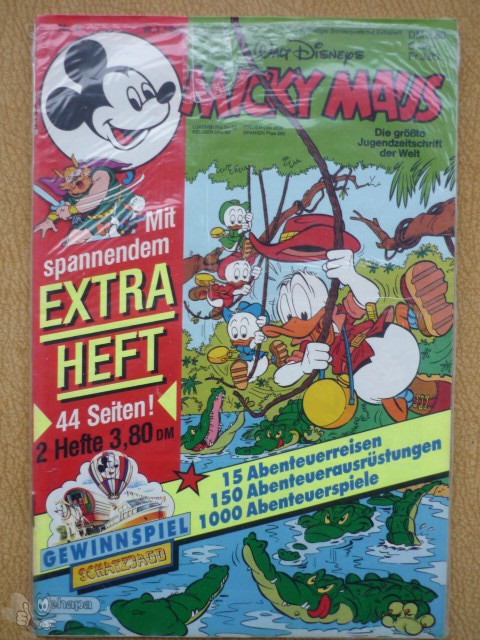 WALT DISNEYS
MICKY MAUS
Die größte
Jugendzeitschrift
der Welt
Mit
spannendem
EXTRA
HEFT
44 Seiten!
2 Hefte 3,80 DM
15 Abenteuerreisen
150 Abenteuerausrüstungen
1000 Abenteuerspiele
GEWINNSPIEL
SCHATZJAGD
ehapa